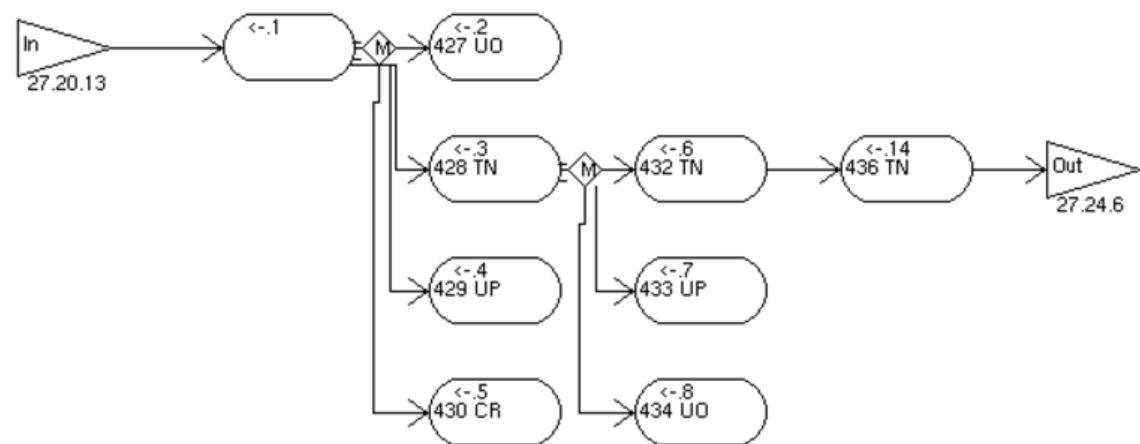 In
27.20.13
<-.1
M
<-.2
427 UO
<-.3
428 TN
M
<-.6
432 TN
<-.14
436 TN
Out
27.24.6
<-.4
429 UP
<-.7
433 UP
<-.5
430 CR
<-.8
434 UO